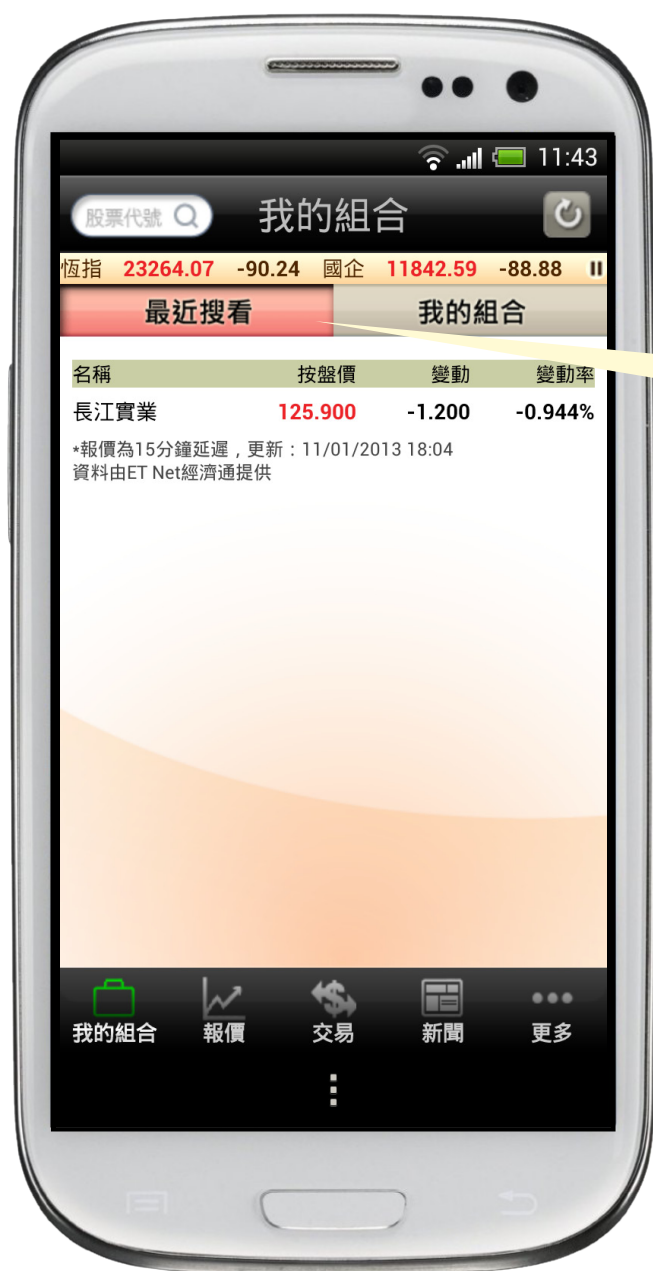 11:43
股票代號 我的組合
恆指 23264.07 -90.24 國企 11842.59 -88.88
最近搜看 我的組合
名稱 按盤價 變動 變動率
長江實業 125.900 -1.200 -0.944%
*報價為15分鐘延遲，更新：11/01/2013 18:04
資料由ET Net經濟通提供
我的組合 報價 交易 新聞 更多